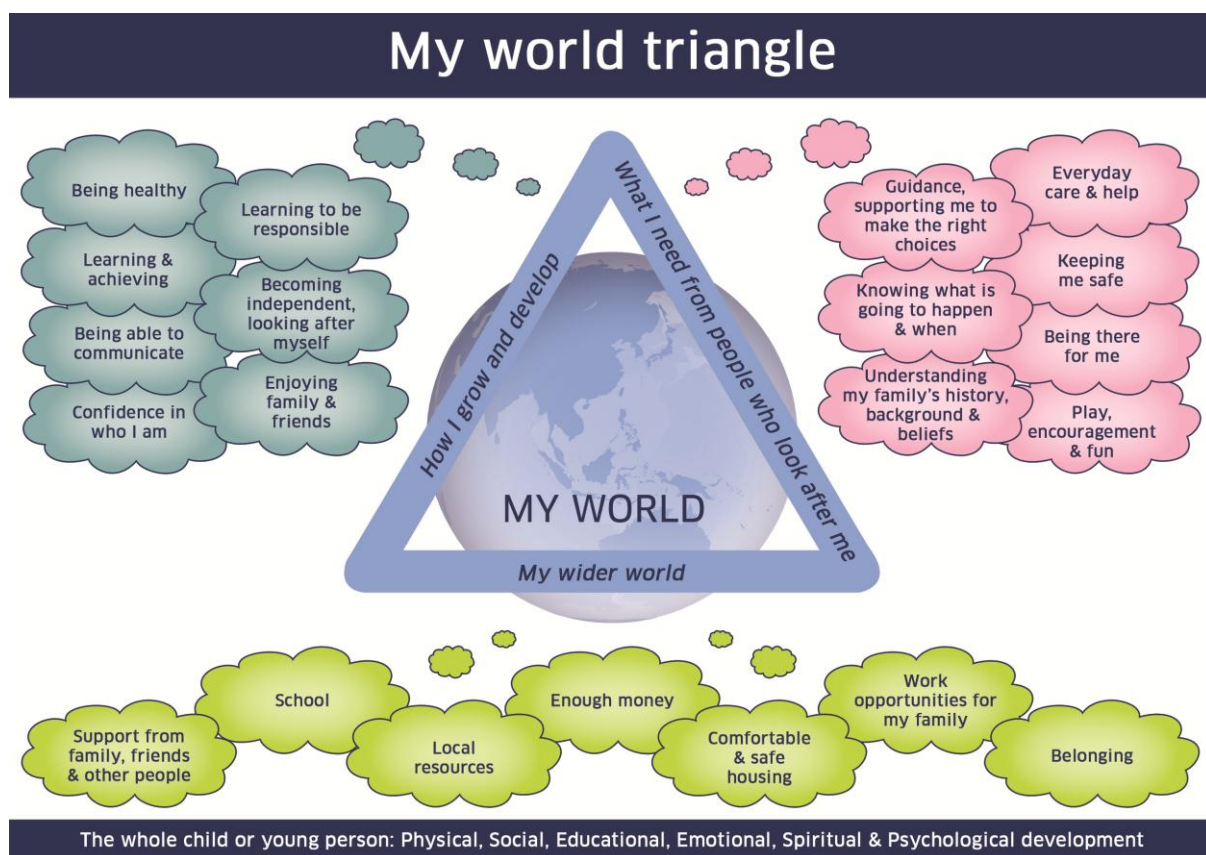 My world triangle
Being healthy
Learning to be
responsible
Learning &
achieving
Becoming
independent,
looking after
myself
Being able to
communicate
Enjoying
family &
friends
Confidence in
who I am
How I grow and develop
What I need from people who look after me
MY WORLD
My wider world
Guidance,
supporting me to
make the right
choices
Everyday
care & help
Keeping
me safe
Knowing what is
going to happen
& when
Being there
for me
Understanding
my family's history,
background &
beliefs
Play,
encouragement
& fun
Support from
family, friends
& other people
School
Local
resources
Enough money
Comfortable
& safe
housing
Work
opportunities for
my family
Belonging
The whole child or young person: Physical, Social, Educational, Emotional, Spiritual & Psychological development